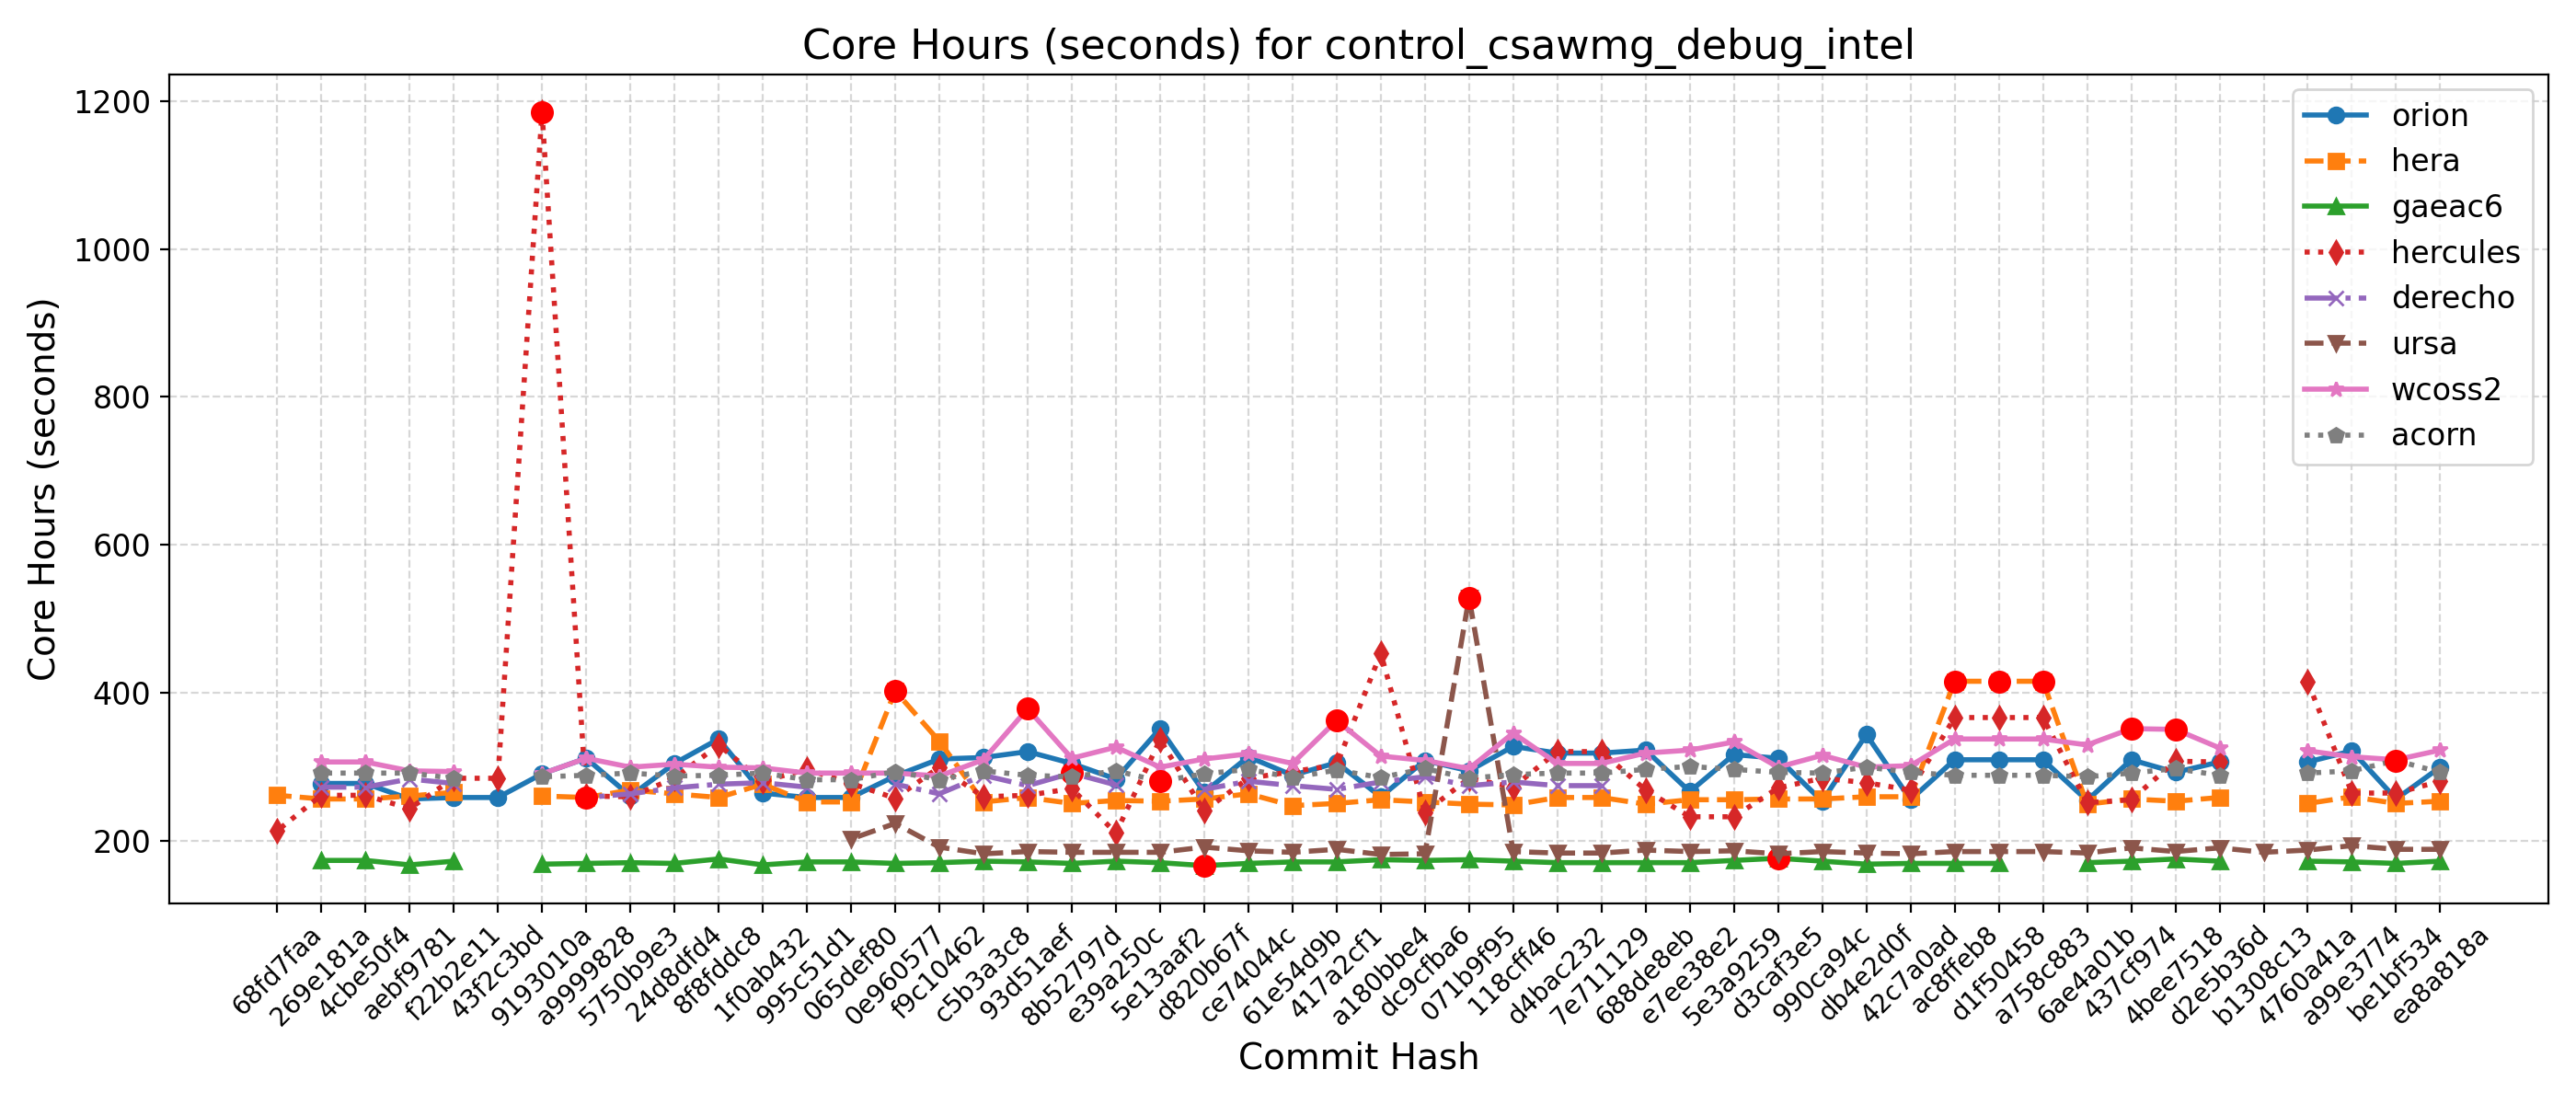 Core Hours (seconds) for control_csawmg_debug_intel
Core Hours (seconds)
1200
1000
800
600
400
200
orion
hera
gaeac6
hercules
derecho
ursa
wcoss2
acorn
68fd7faa
269e181a
4cbe50f4
aebf9781
f22b2e11
43f2c3bd
9193010a
a9999828
5750b9e3
24d8dfd4
8f8fddc8
1f0ab432
995c51d1
065def80
0e960577
f9c10462
c5b3a3c8
93d51aef
8b52797d
e39a250c
5e13aaf2
d820b67f
ce74044c
61e54d9b
417a2cf1
a180bbe4
dc9cfba6
071b9f95
118cff46
d4bac232
7e711129
688de8eb
e7ee38e2
5e3a9259
d3caf3e5
990ca94c
db4e2d0f
42c7a0ad
ac8ffeb8
d1f50458
a758c883
6ae4a01b
437cf974
4bee7518
d2e5b36d
b1308c13
4760a41a
a99e3774
be1bf534
ea8a818a
Commit Hash